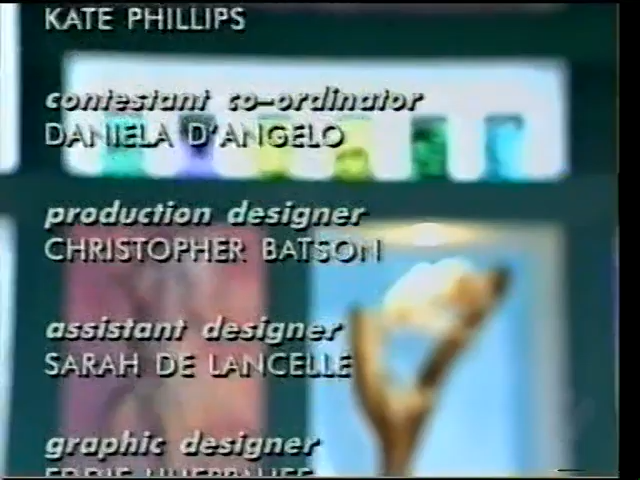 KATE PHILLIPS
contestant co-ordinator
DANIELA D'ANGELO
production designer
CHRISTOPHER BATSON
assistant designer
SARAH DE LANCELLE
graphic designer